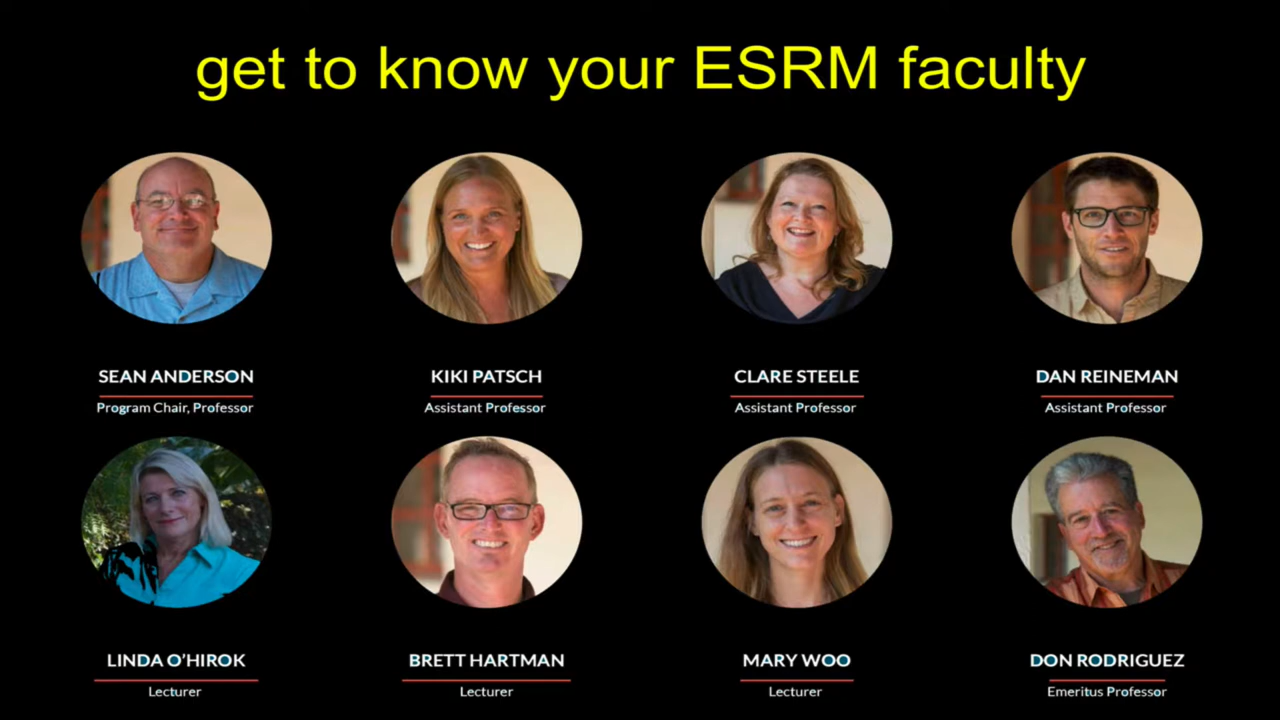 get to know your ESRM faculty
SEAN ANDERSON
Program Chair, Professor
KIKI PATSCH
Assistant Professor
CLARE STEELE
Assistant Professor
DAN REINEMAN
Assistant Professor
LINDA O'HIROK
Lecturer
BRETT HARTMAN
Lecturer
MARY WOO
Lecturer
DON RODRIGUEZ
Emeritus Professor